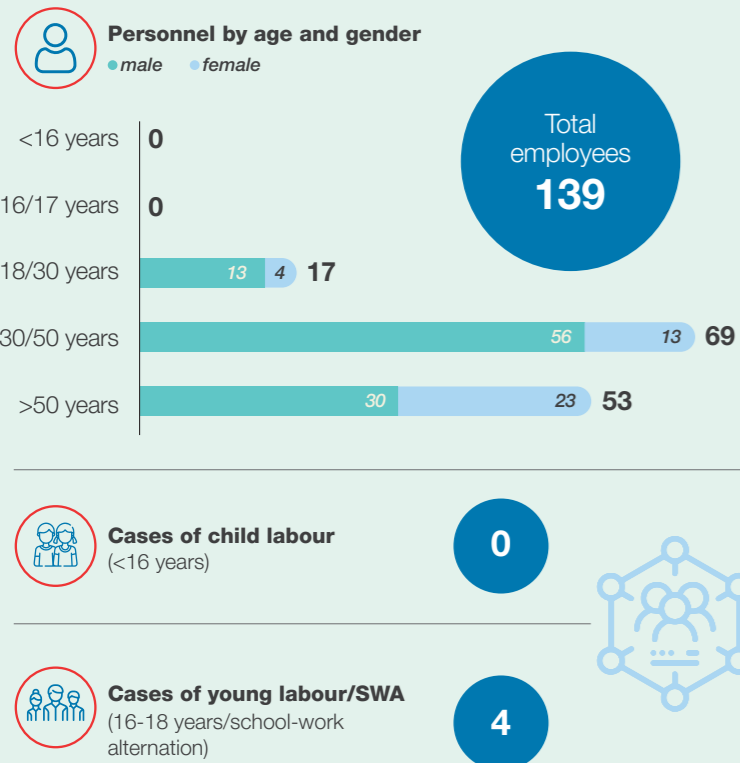 Personnel by age and gender
male female
Total
employees
139
<16 years 0
16/17 years 0
18/30 years 13 4 17
30/50 years 56 13 69
>50 years 30 23 53
Cases of child labour
(<16 years)
0
Cases of young labour/SWA
(16-18 years/school-work
alternation)
4